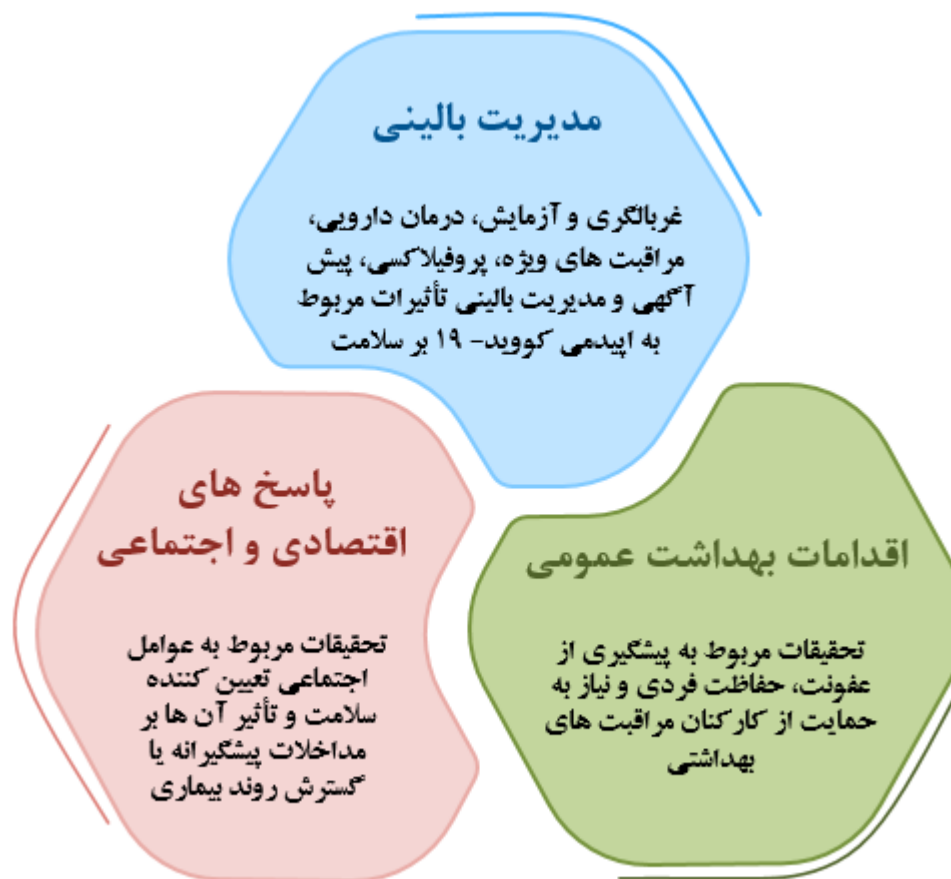 مدیریت بالینی
غربالگری و آزمایش، درمان دارویی،
مراقبت های ویژه، پروفیلاکسی، پیش
آگهی و مدیریت بالینی تأثیرات مربوط
به اپیدمی کووید- ۱۹ بر سلامت
اقدامات بهداشت عمومی
تحقیقات مربوط به پیشگیری از
عفونت، حفاظت فردی و نیاز به
حمایت از کارکنان مراقبت های
بهداشتی
پاسخ های
اقتصادی و اجتماعی
تحقیقات مربوط به عوامل
اجتماعی تعیین کننده
سلامت و تأثیر آن ها بر
مداخلات پیشگیرانه یا
گسترش روند بیماری